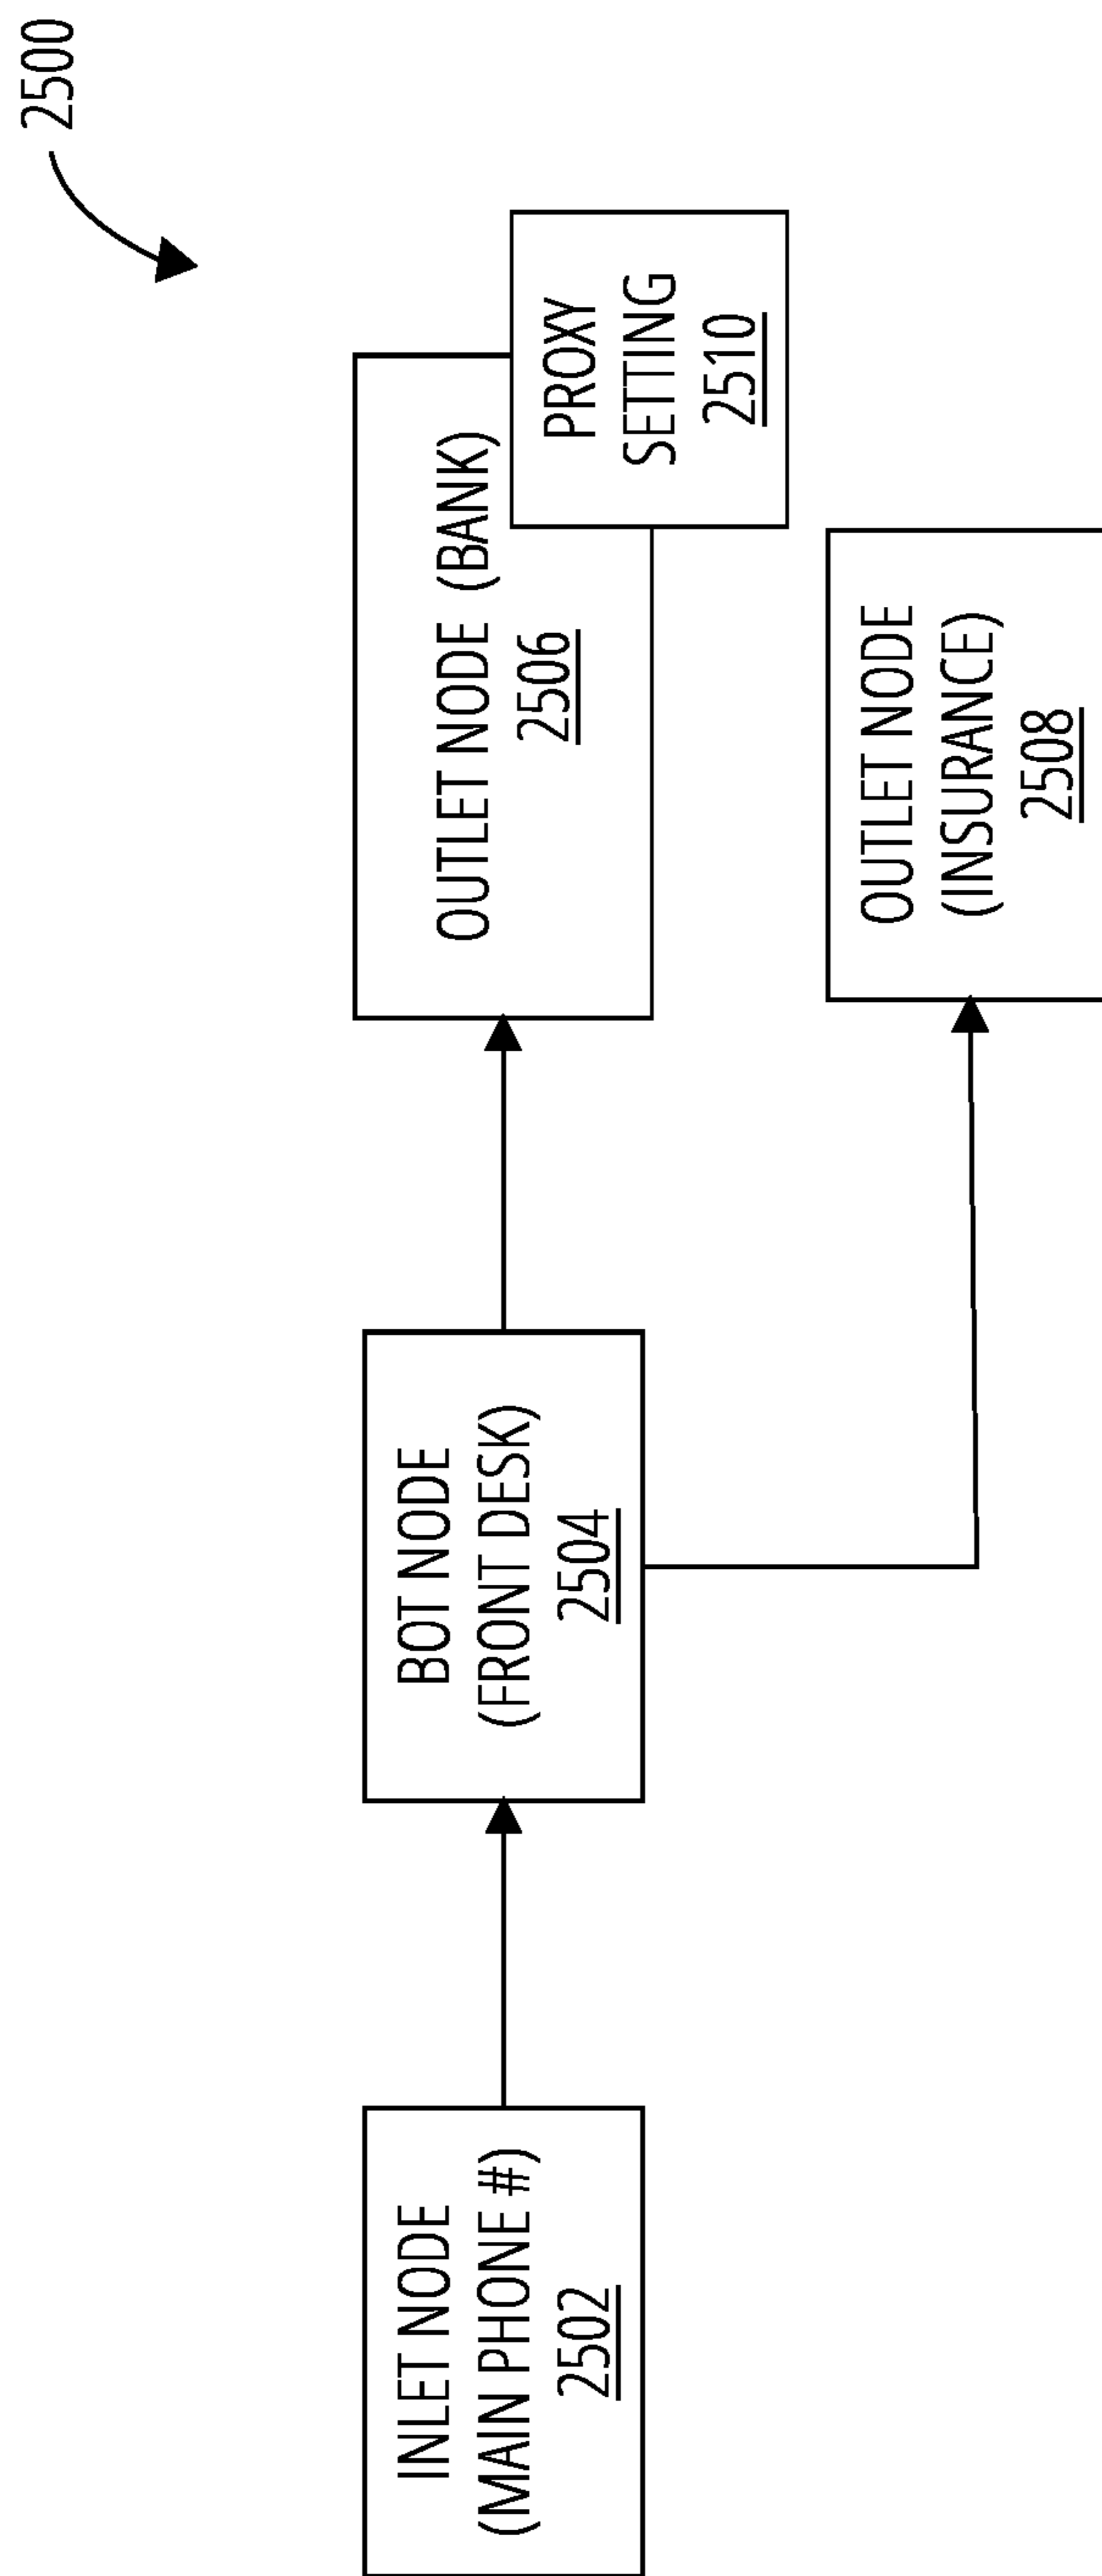 2500
INLET NODE
(MAIN PHONE #)
2502
BOT NODE
(FRONT DESK)
2504
OUTLET NODE (BANK)
2506
PROXY
SETTING
2510
OUTLET NODE
(INSURANCE)
2508